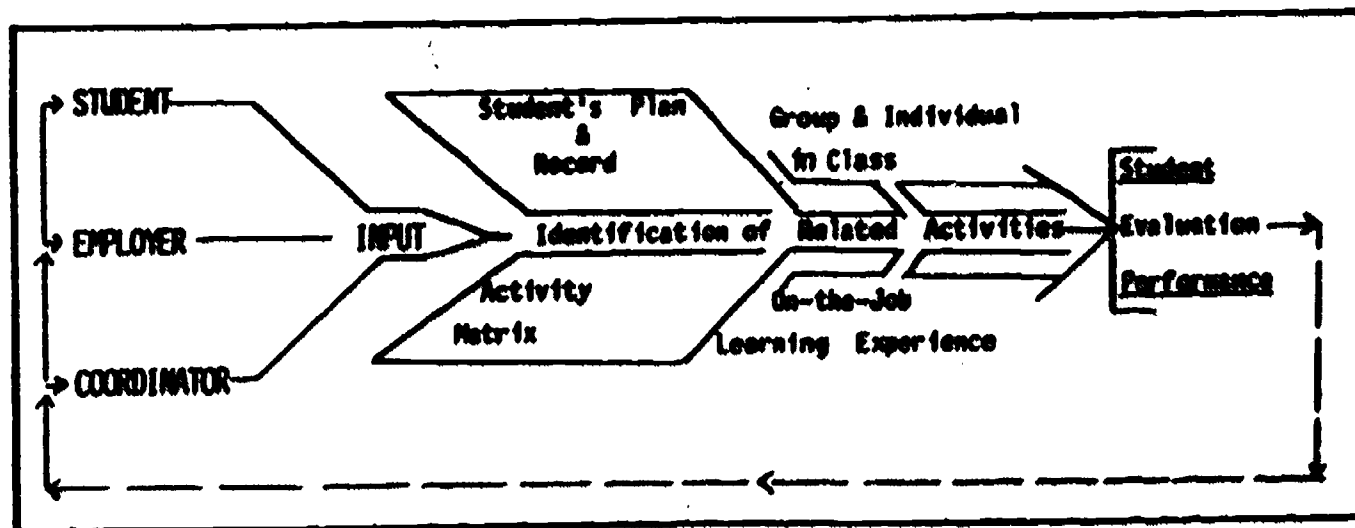 STUDENT
EMPLOYER
COORDINATOR
INPUT
Student's Plan
&
Record
Identification of Related Activities
Activity
Matrix
Group & Individual
in Class
On-the-Job
Learning Experience
Student
Evaluation
Performance